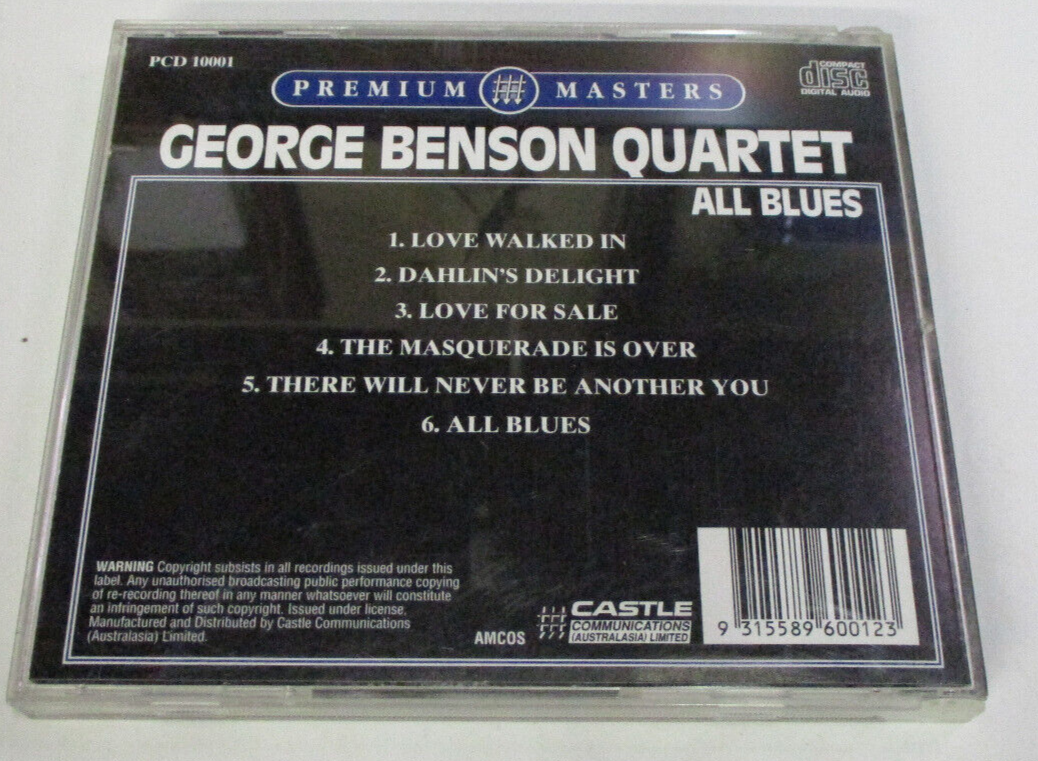 PCD 10001
PREMIUM MASTERS
COMPACT
disc
DIGITAL AUDIO
GEORGE BENSON QUARTET
ALL BLUES
1. LOVE WALKED IN
2. DAHLIN'S DELIGHT
3. LOVE FOR SALE
4. THE MASQUERADE IS OVER
5. THERE WILL NEVER BE ANOTHER YOU
6. ALL BLUES
WARNING Copyright subsists in all recordings issued under this
label. Any unauthorised broadcasting public performance copying
of re-recording thereof in any manner whatsoever will constitute
an infringement of such copyright. Issued under license.
Manufactured and Distributed by Castle Communications
(Australasia) Limited.
AMCOS
CASTLE
COMMUNICATIONS
(AUSTRALASIA) LIMITED
9 315589 600123